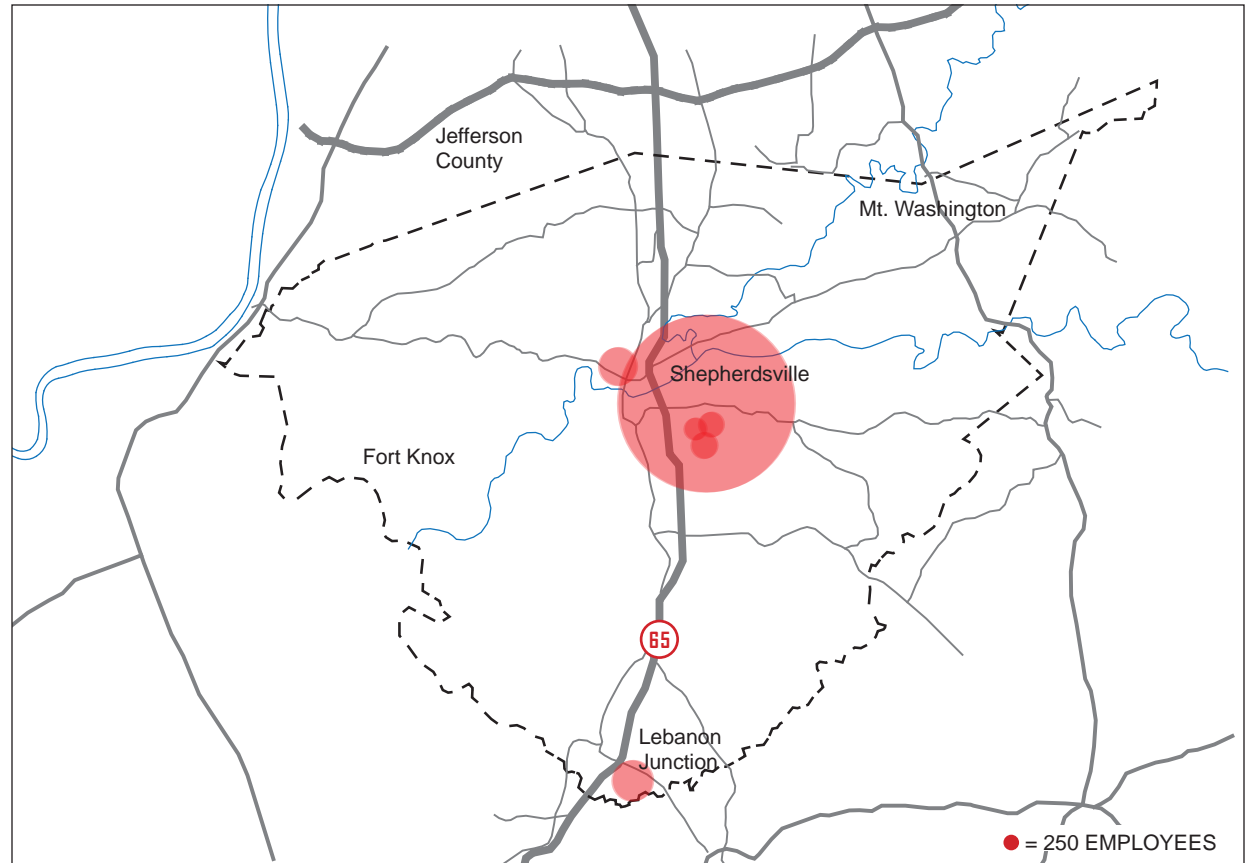 Jefferson
County
Mt. Washington
Shepherdsville
Fort Knox
65
Lebanon
Junction
= 250 EMPLOYEES